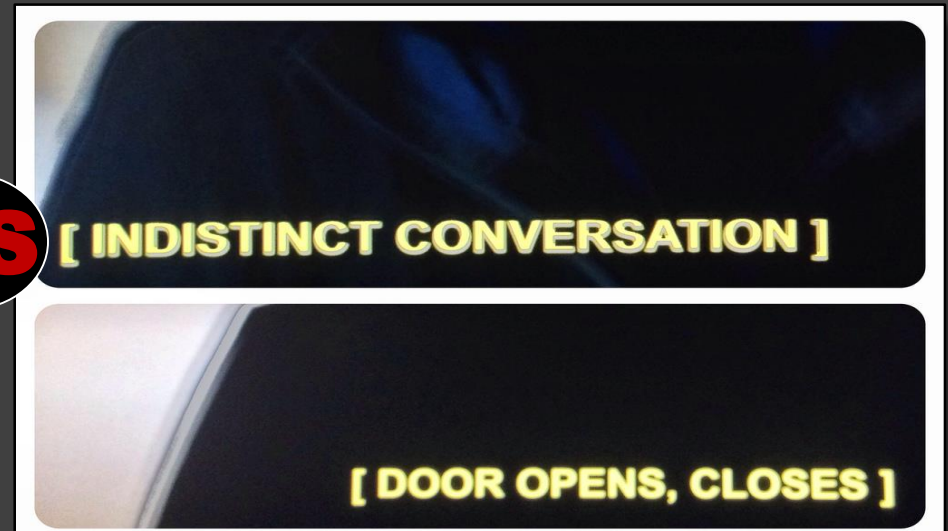 [ INDISTINCT CONVERSATION ]
S
[ DOOR OPENS, CLOSES ]